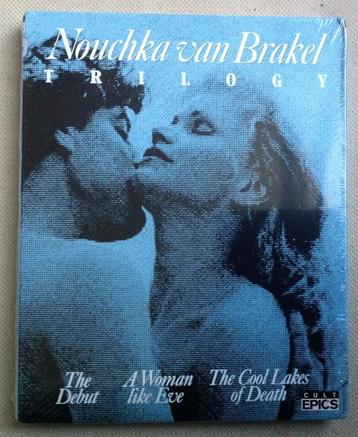 Nouchka van Brakel
TRILOGY
The
Debut
A Woman
like Eve
The Cool Lakes
of Death
CULT
EPICS